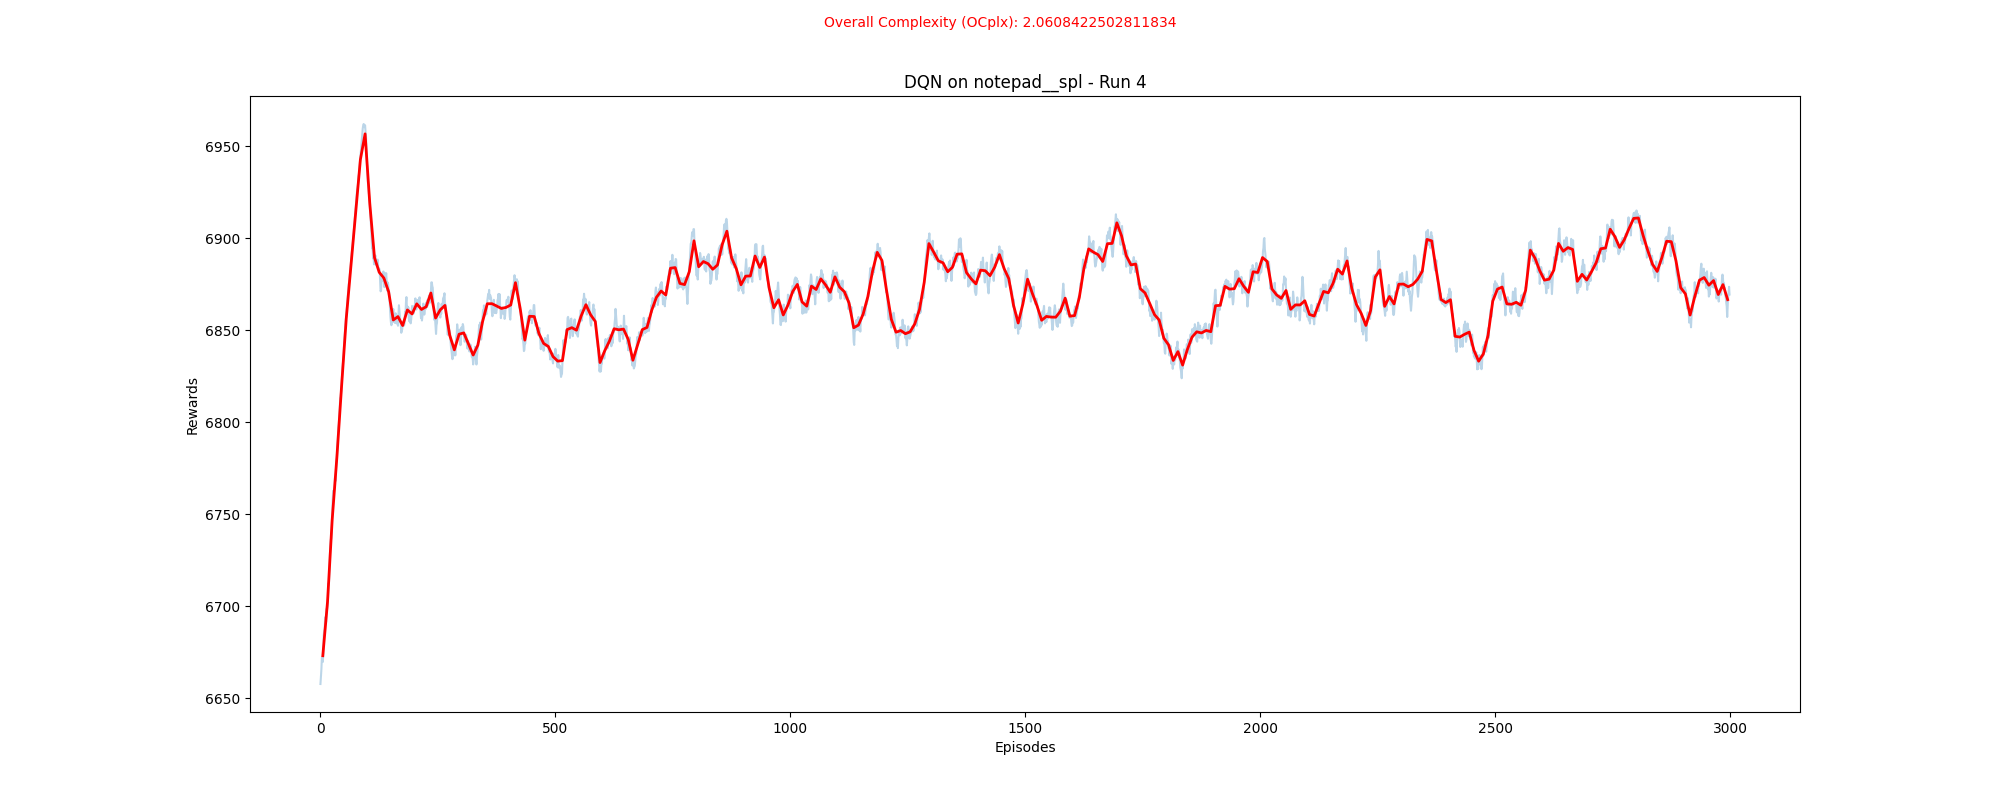 Overall Complexity (OCplx): 2.0608422502811834
DQN on notepad__spl - Run 4
6950
6900
6850
6800
6750
6700
6650
Rewards
0 500 1000 1500 2000 2500 3000
Episodes